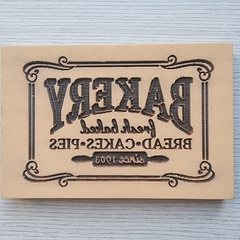 BAKERY
fresh baked
BREAD•CAKES•PIES
since 1903